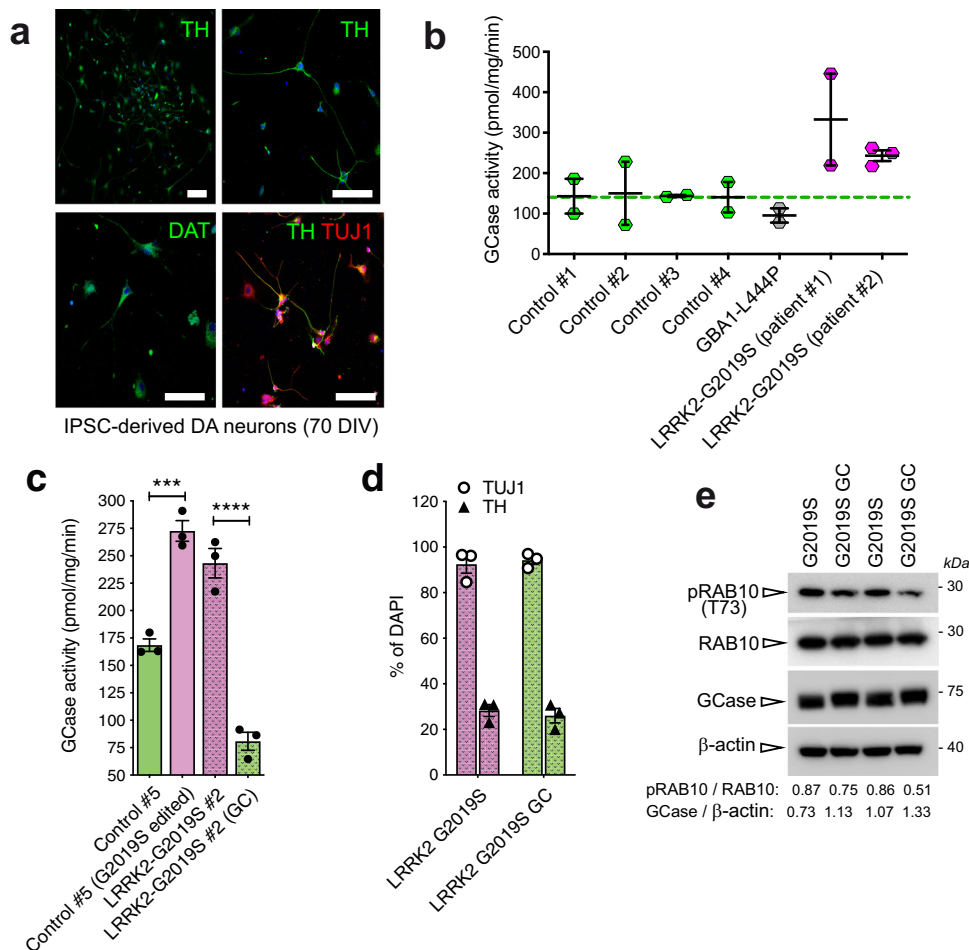 a
TH
TH
DAT
TH TUJ1
IPSC-derived DA neurons (70 DIV)
b
GCase activity (pmol/mg/min)
500
400
300
200
100
0
Control #1
Control #2
Control #3
Control #4
GBA1-L444P
LRRK2-G2019S (patient #1)
LRRK2-G2019S (patient #2)
c
GCase activity (pmol/mg/min)
300
275
250
225
200
175
150
125
100
75
50
***
****
Control #5
Control #5 (G2019S edited)
LRRK2-G2019S #2
LRRK2-G2019S #2 (GC)
d
TUJ1
TH
% of DAPI
120
100
80
60
40
20
0
LRRK2 G2019S
LRRK2 G2019S GC
e
G2019S
G2019S GC
G2019S
G2019S GC
kDa
pRAB10
(T73)
- 30
RAB10
- 30
GCase
- 75
β-actin
- 40
pRAB10 / RAB10: 0.87 0.75 0.86 0.51
GCase / β-actin: 0.73 1.13 1.07 1.33